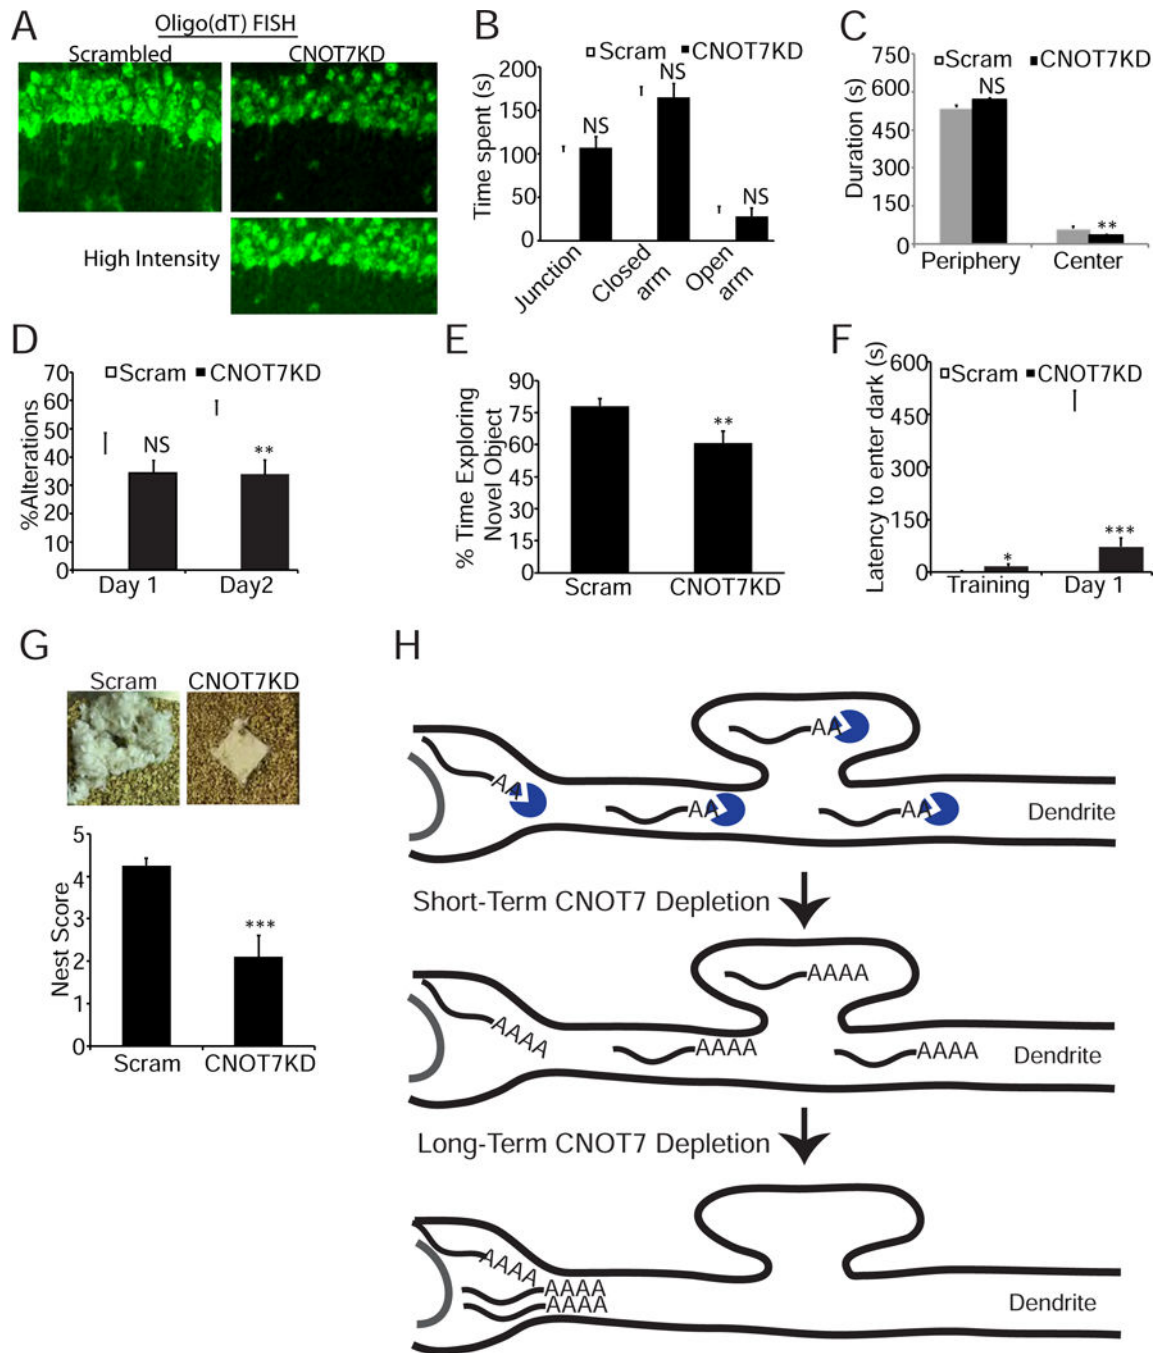 A
Oligo(dT) FISH
Scrambled
CNOT7KD
High Intensity
B
Scram
CNOT7KD
Time spent (s)
200
150
100
50
0
NS
NS
NS
Junction
Closed
arm
Open
arm
C
Scram
CNOT7KD
Duration (s)
750
600
450
300
150
0
NS
**
Periphery
Center
D
Scram
CNOT7KD
%Alterations
70
60
50
40
30
20
10
0
NS
**
Day 1
Day2
E
% Time Exploring
Novel Object
90
75
60
45
30
15
0
**
Scram
CNOT7KD
F
Latency to enter dark (s)
600
450
300
150
0
Scram
CNOT7KD
*
***
Training
Day 1
G
Scram
CNOT7KD
Nest Score
5
4
3
2
1
0
***
Scram
CNOT7KD
H
AA
AA
AA
AA
Dendrite
Short-Term CNOT7 Depletion
AAAA
AAAA
AAAA
AAAA
Dendrite
Long-Term CNOT7 Depletion
AAAA
AAAA
AAAA
Dendrite